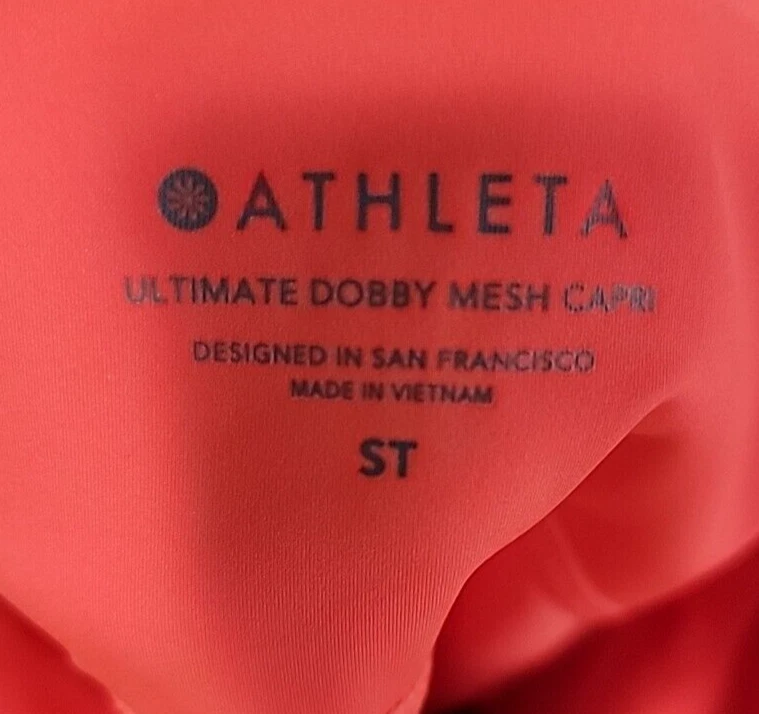 ATHLETA
ULTIMATE DOBBY MESH CAPRI
DESIGNED IN SAN FRANCISCO
MADE IN VIETNAM
ST